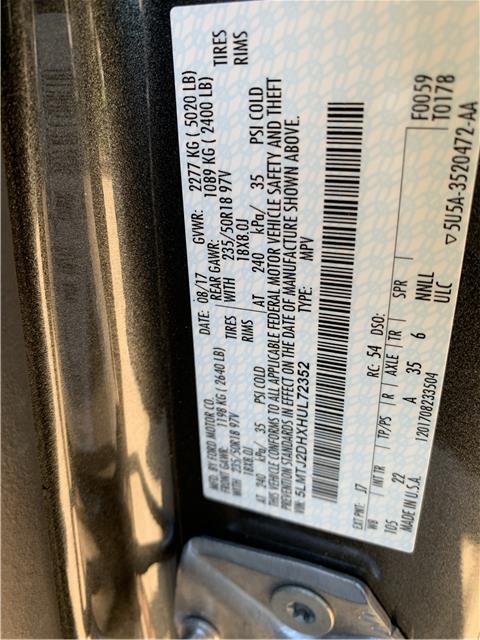 MFD. BY FORD MOTOR CO.
DATE: 08/17 GVWR: 2277 KG ( 5020 LB)
FRONT GAWR: 1198 KG ( 2640 LB) REAR GAWR: 1089 KG ( 2400 LB)
235/50R18 97V TIRES WITH 235/50R18 97V TIRES
18X8.0J RIMS 18X8.0J RIMS
AT 240 kPa/ 35 PSI COLD AT 240 kPa/ 35 PSI COLD
THIS VEHICLE CONFORMS TO ALL APPLICABLE FEDERAL MOTOR VEHICLE SAFETY AND THEFT
PREVENTION STANDARDS IN EFFECT ON THE DATE OF MANUFACTURE SHOWN ABOVE.
VIN: 5LMTJ2DHXHUL72352 TYPE: MPV
F0059
T0178
EXT PNT: J7 RC: 54 DSO:
WB INT TR TP/PS R AXLE TR SPR
105 22 A 35 6 NNLL
ULC
MADE IN U.S.A. 1201708233504 ▽5U5A-3520472-AA